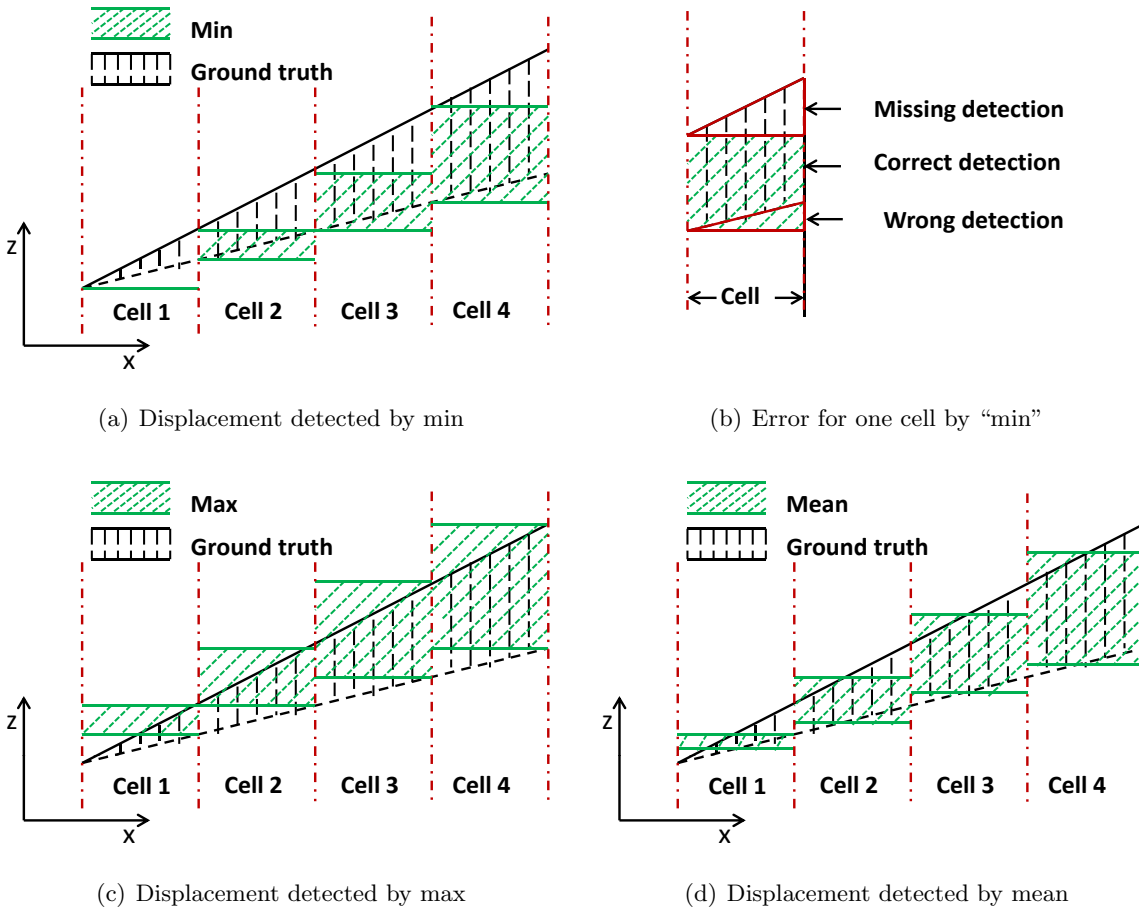 Min
Ground truth
Z
Cell 1
Cell 2
Cell 3
Cell 4
X
(a) Displacement detected by min
Missing detection
Correct detection
Wrong detection
Cell
(b) Error for one cell by “min”
Max
Ground truth
Z
Cell 1
Cell 2
Cell 3
Cell 4
X
(c) Displacement detected by max
Mean
Ground truth
Z
Cell 1
Cell 2
Cell 3
Cell 4
X
(d) Displacement detected by mean